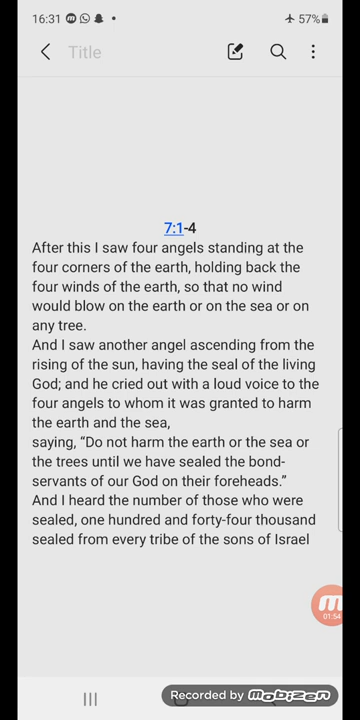 16:31
57%
Title
7:1-4
After this I saw four angels standing at the
four corners of the earth, holding back the
four winds of the earth, so that no wind
would blow on the earth or on the sea or on
any tree.
And I saw another angel ascending from the
rising of the sun, having the seal of the living
God; and he cried out with a loud voice to the
four angels to whom it was granted to harm
the earth and the sea,
saying, “Do not harm the earth or the sea or
the trees until we have sealed the bond-
servants of our God on their foreheads.”
And I heard the number of those who were
sealed, one hundred and forty-four thousand
sealed from every tribe of the sons of Israel
01:54
Recorded by mobizen